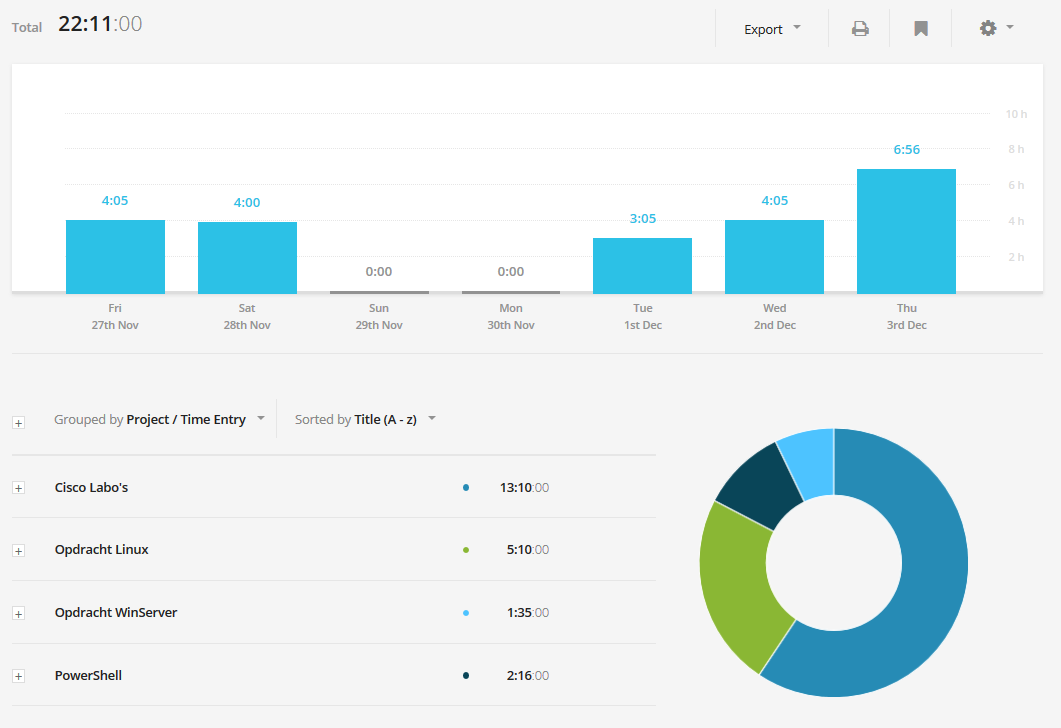 Total 22:11:00 Export
10 h
8 h
6:56
6 h
4:05 4:00 4:05
3:05 4 h
0:00 0:00 2 h
Fri Sat Sun Mon Tue Wed Thu
27th Nov 28th Nov 29th Nov 30th Nov 1st Dec 2nd Dec 3rd Dec
Grouped by Project / Time Entry Sorted by Title (A - z)
Cisco Labo's 13:10:00
Opdracht Linux 5:10:00
Opdracht WinServer 1:35:00
PowerShell 2:16:00